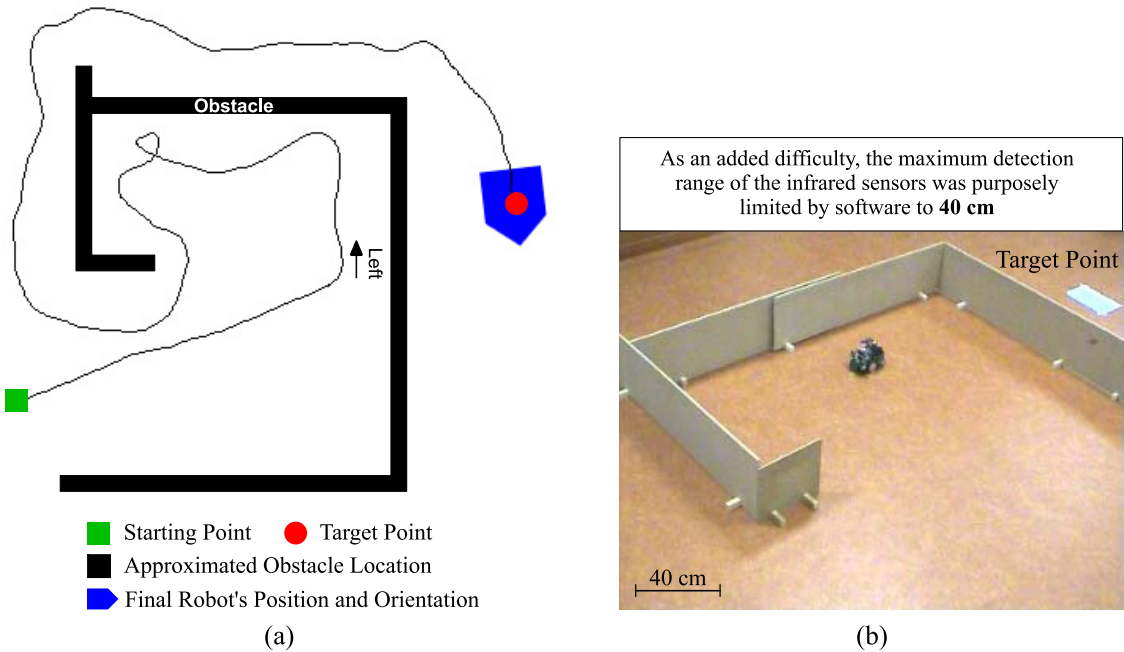 Obstacle
Left
Starting Point
Target Point
Approximated Obstacle Location
Final Robot's Position and Orientation
(a)
As an added difficulty, the maximum detection
range of the infrared sensors was purposely
limited by software to 40 cm
Target Point
40 cm
(b)